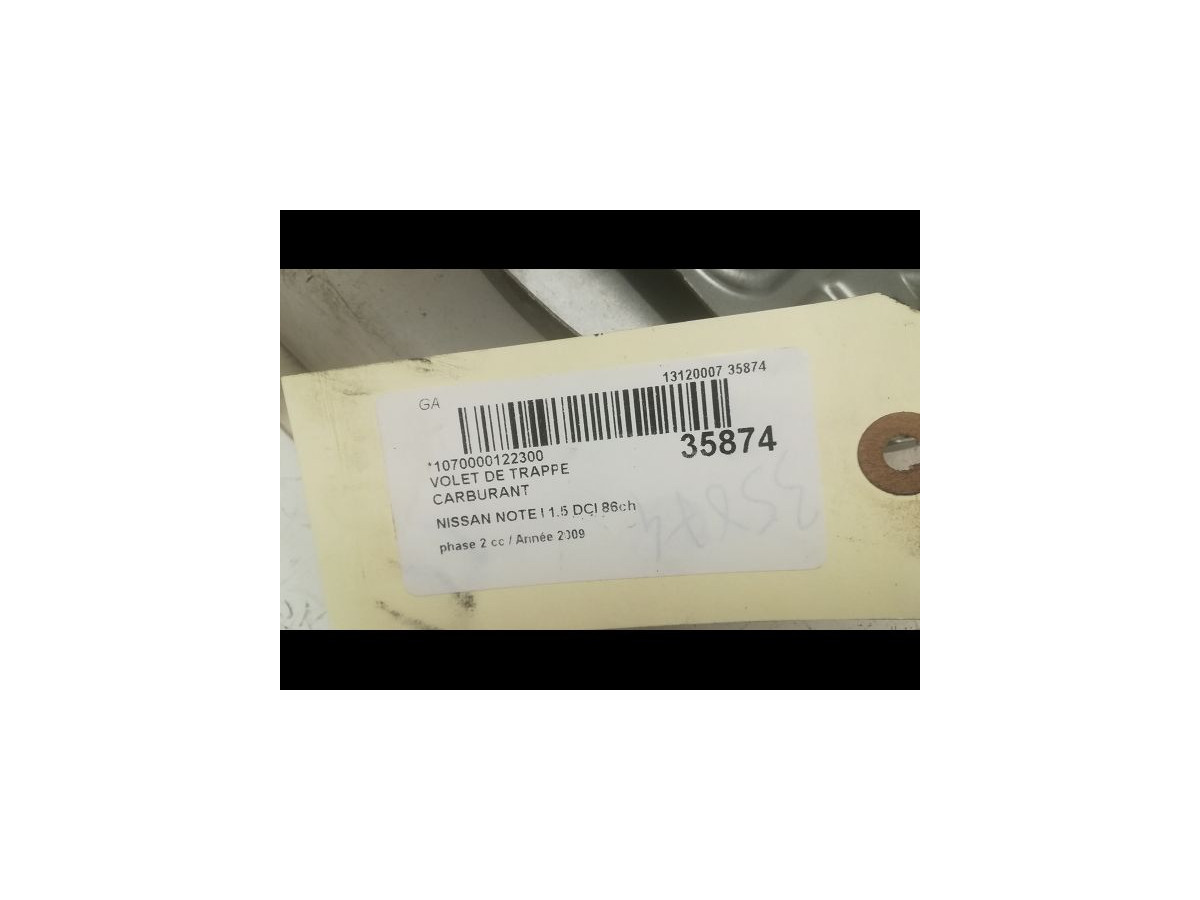 GA
13120007 35874
35874
*1070000122300
VOLET DE TRAPPE
CARBURANT
NISSAN NOTE I 1.5 DCI 86ch
phase 2 cc / Année 2009
35874